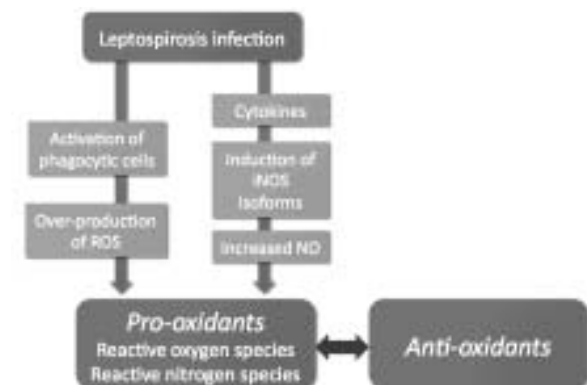 Leptospirosis infection
Activation of
phagocytic cells
Over-production
of ROS
Cytokines
Induction of
iNOS
Isoforms
Increased NO
Pro-oxidants
Reactive oxygen species
Reactive nitrogen species
Anti-oxidants